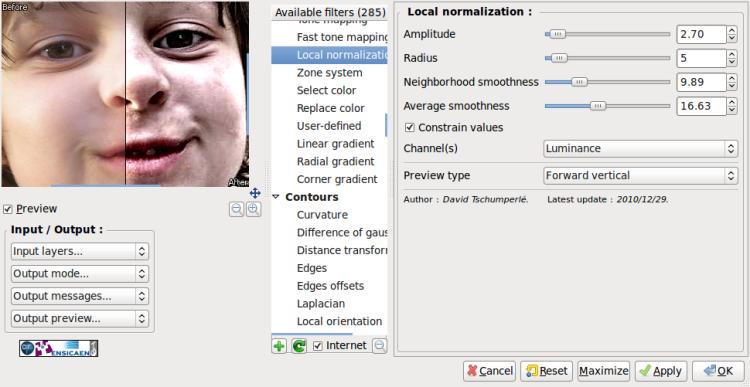 Before
After
Preview
Input / Output :
Input layers...
Output mode...
Output messages...
Output preview...
ENSICAEN
Available filters (285)
Tone mapping
Fast tone mapping
Local normalizatio
Zone system
Select color
Replace color
User-defined
Linear gradient
Radial gradient
Corner gradient
Contours
Curvature
Difference of gaus
Distance transfor
Edges
Edges offsets
Laplacian
Local orientation
Internet
Local normalization :
Amplitude 2.70
Radius 5
Neighborhood smoothness 9.89
Average smoothness 16.63
Constrain values
Channel(s) Luminance
Preview type Forward vertical
Author : David Tschumperlé. Latest update : 2010/12/29.
Cancel Reset Maximize Apply OK